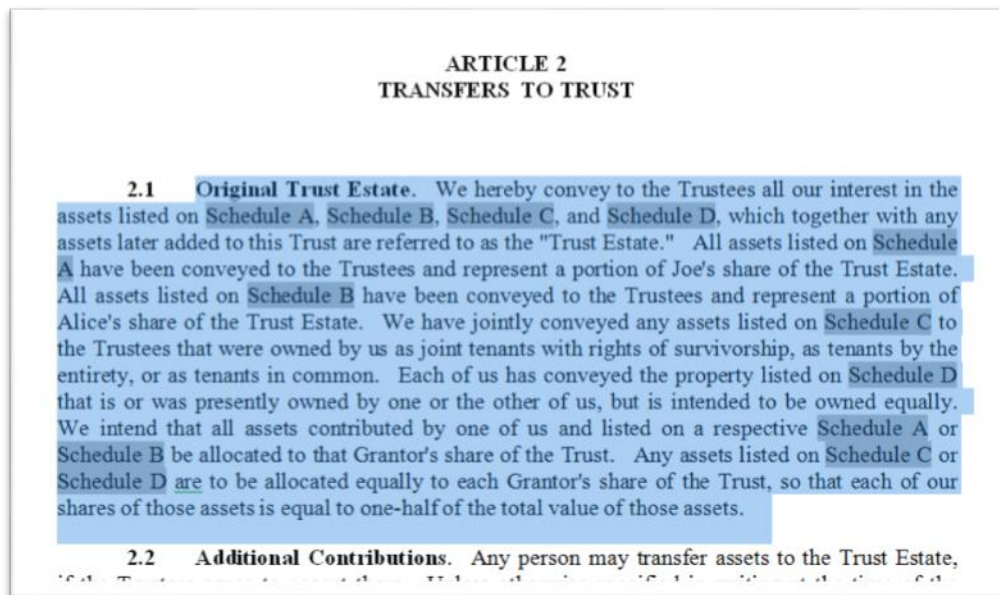 ARTICLE 2
TRANSFERS TO TRUST
2.1 Original Trust Estate. We hereby convey to the Trustees all our interest in the
assets listed on Schedule A, Schedule B, Schedule C, and Schedule D, which together with any
assets later added to this Trust are referred to as the "Trust Estate." All assets listed on Schedule
A have been conveyed to the Trustees and represent a portion of Joe's share of the Trust Estate.
All assets listed on Schedule B have been conveyed to the Trustees and represent a portion of
Alice's share of the Trust Estate. We have jointly conveyed any assets listed on Schedule C to
the Trustees that were owned by us as joint tenants with rights of survivorship, as tenants by the
entirety, or as tenants in common. Each of us has conveyed the property listed on Schedule D
that is or was presently owned by one or the other of us, but is intended to be owned equally.
We intend that all assets contributed by one of us and listed on a respective Schedule A or
Schedule B be allocated to that Grantor's share of the Trust. Any assets listed on Schedule C or
Schedule D are to be allocated equally to each Grantor's share of the Trust, so that each of our
shares of those assets is equal to one-half of the total value of those assets.
2.2 Additional Contributions. Any person may transfer assets to the Trust Estate,